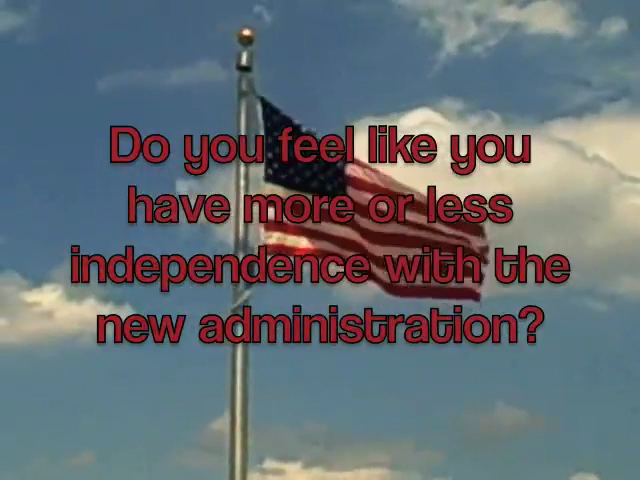 Do you feel like you
have more or less
independence with the
new administration?